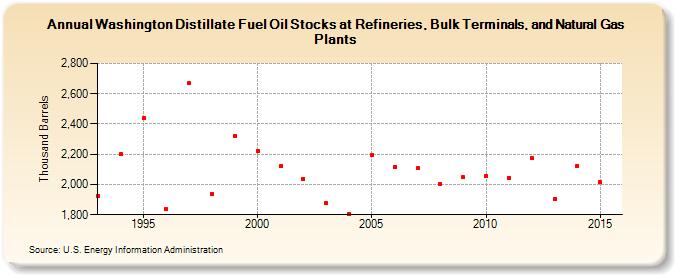 Annual Washington Distillate Fuel Oil Stocks at Refineries, Bulk Terminals, and Natural Gas
Plants
Thousand Barrels
2,800
2,600
2,400
2,200
2,000
1,800
1995
2000
2005
2010
2015
Source: U.S. Energy Information Administration